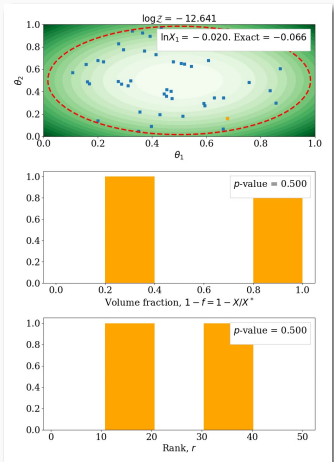 log Z = −12.641
lnX₁ = −0.020. Exact = −0.066
1.0
0.8
0.6
0.4
0.2
0.0
θ₂
0.0 0.2 0.4 0.6 0.8 1.0
θ₁
p-value = 0.500
1.0
0.8
0.6
0.4
0.2
0.0
0.0 0.2 0.4 0.6 0.8 1.0
Volume fraction, 1 − f = 1 − X/X*
p-value = 0.500
1.0
0.8
0.6
0.4
0.2
0.0
0 10 20 30 40 50
Rank, r